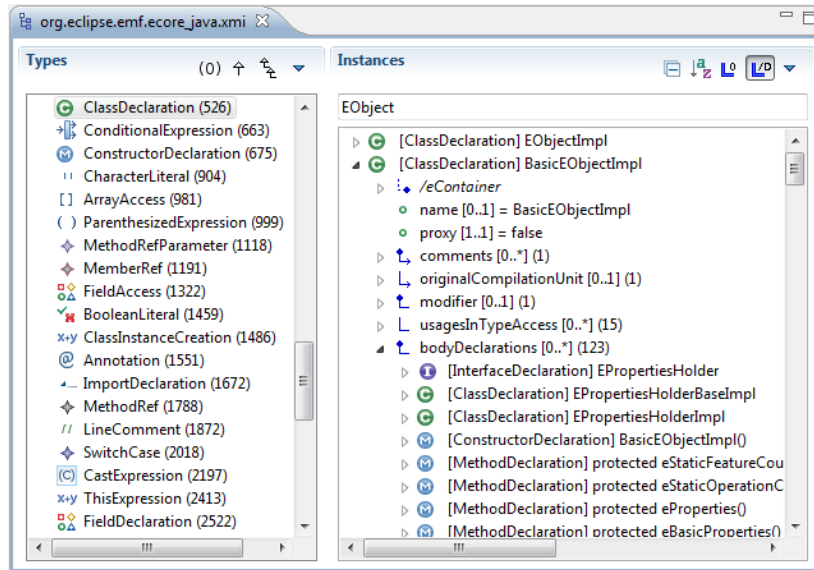 org.eclipse.emf.ecore_java.xmi
Types
(0)
ClassDeclaration (526)
ConditionalExpression (663)
ConstructorDeclaration (675)
CharacterLiteral (904)
ArrayAccess (981)
ParenthesizedExpression (999)
MethodRefParameter (1118)
MemberRef (1191)
FieldAccess (1322)
BooleanLiteral (1459)
ClassInstanceCreation (1486)
Annotation (1551)
ImportDeclaration (1672)
MethodRef (1788)
LineComment (1872)
SwitchCase (2018)
CastExpression (2197)
ThisExpression (2413)
FieldDeclaration (2522)
Instances
EObject
[ClassDeclaration] EObjectImpl
[ClassDeclaration] BasicEObjectImpl
/eContainer
name [0..1] = BasicEObjectImpl
proxy [1..1] = false
comments [0..*] (1)
originalCompilationUnit [0..1] (1)
modifier [0..1] (1)
usagesInTypeAccess [0..*] (15)
bodyDeclarations [0..*] (123)
[InterfaceDeclaration] EPropertiesHolder
[ClassDeclaration] EPropertiesHolderBaseImpl
[ClassDeclaration] EPropertiesHolderImpl
[ConstructorDeclaration] BasicEObjectImpl()
[MethodDeclaration] protected eStaticFeatureCou
[MethodDeclaration] protected eStaticOperationC
[MethodDeclaration] protected eProperties()
[MethodDeclaration] protected eBasicProperties()